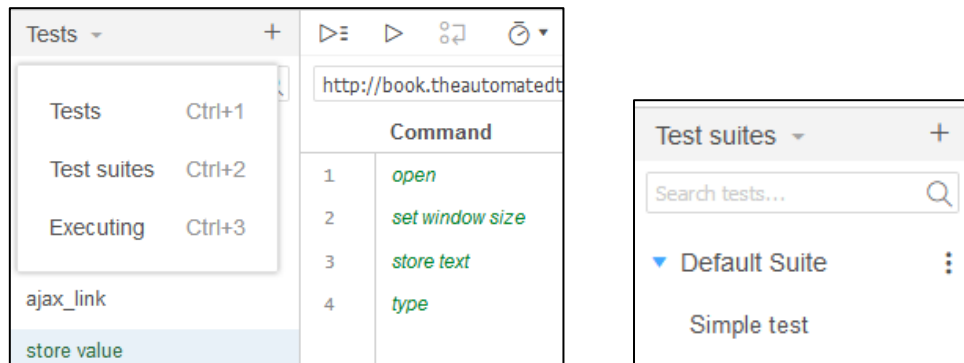 Tests
http://book.theautomatedt
Tests Ctrl+1
Test suites Ctrl+2
Executing Ctrl+3
ajax_link
store value
Command
1 open
2 set window size
3 store text
4 type
Test suites
Search tests...
Default Suite
Simple test